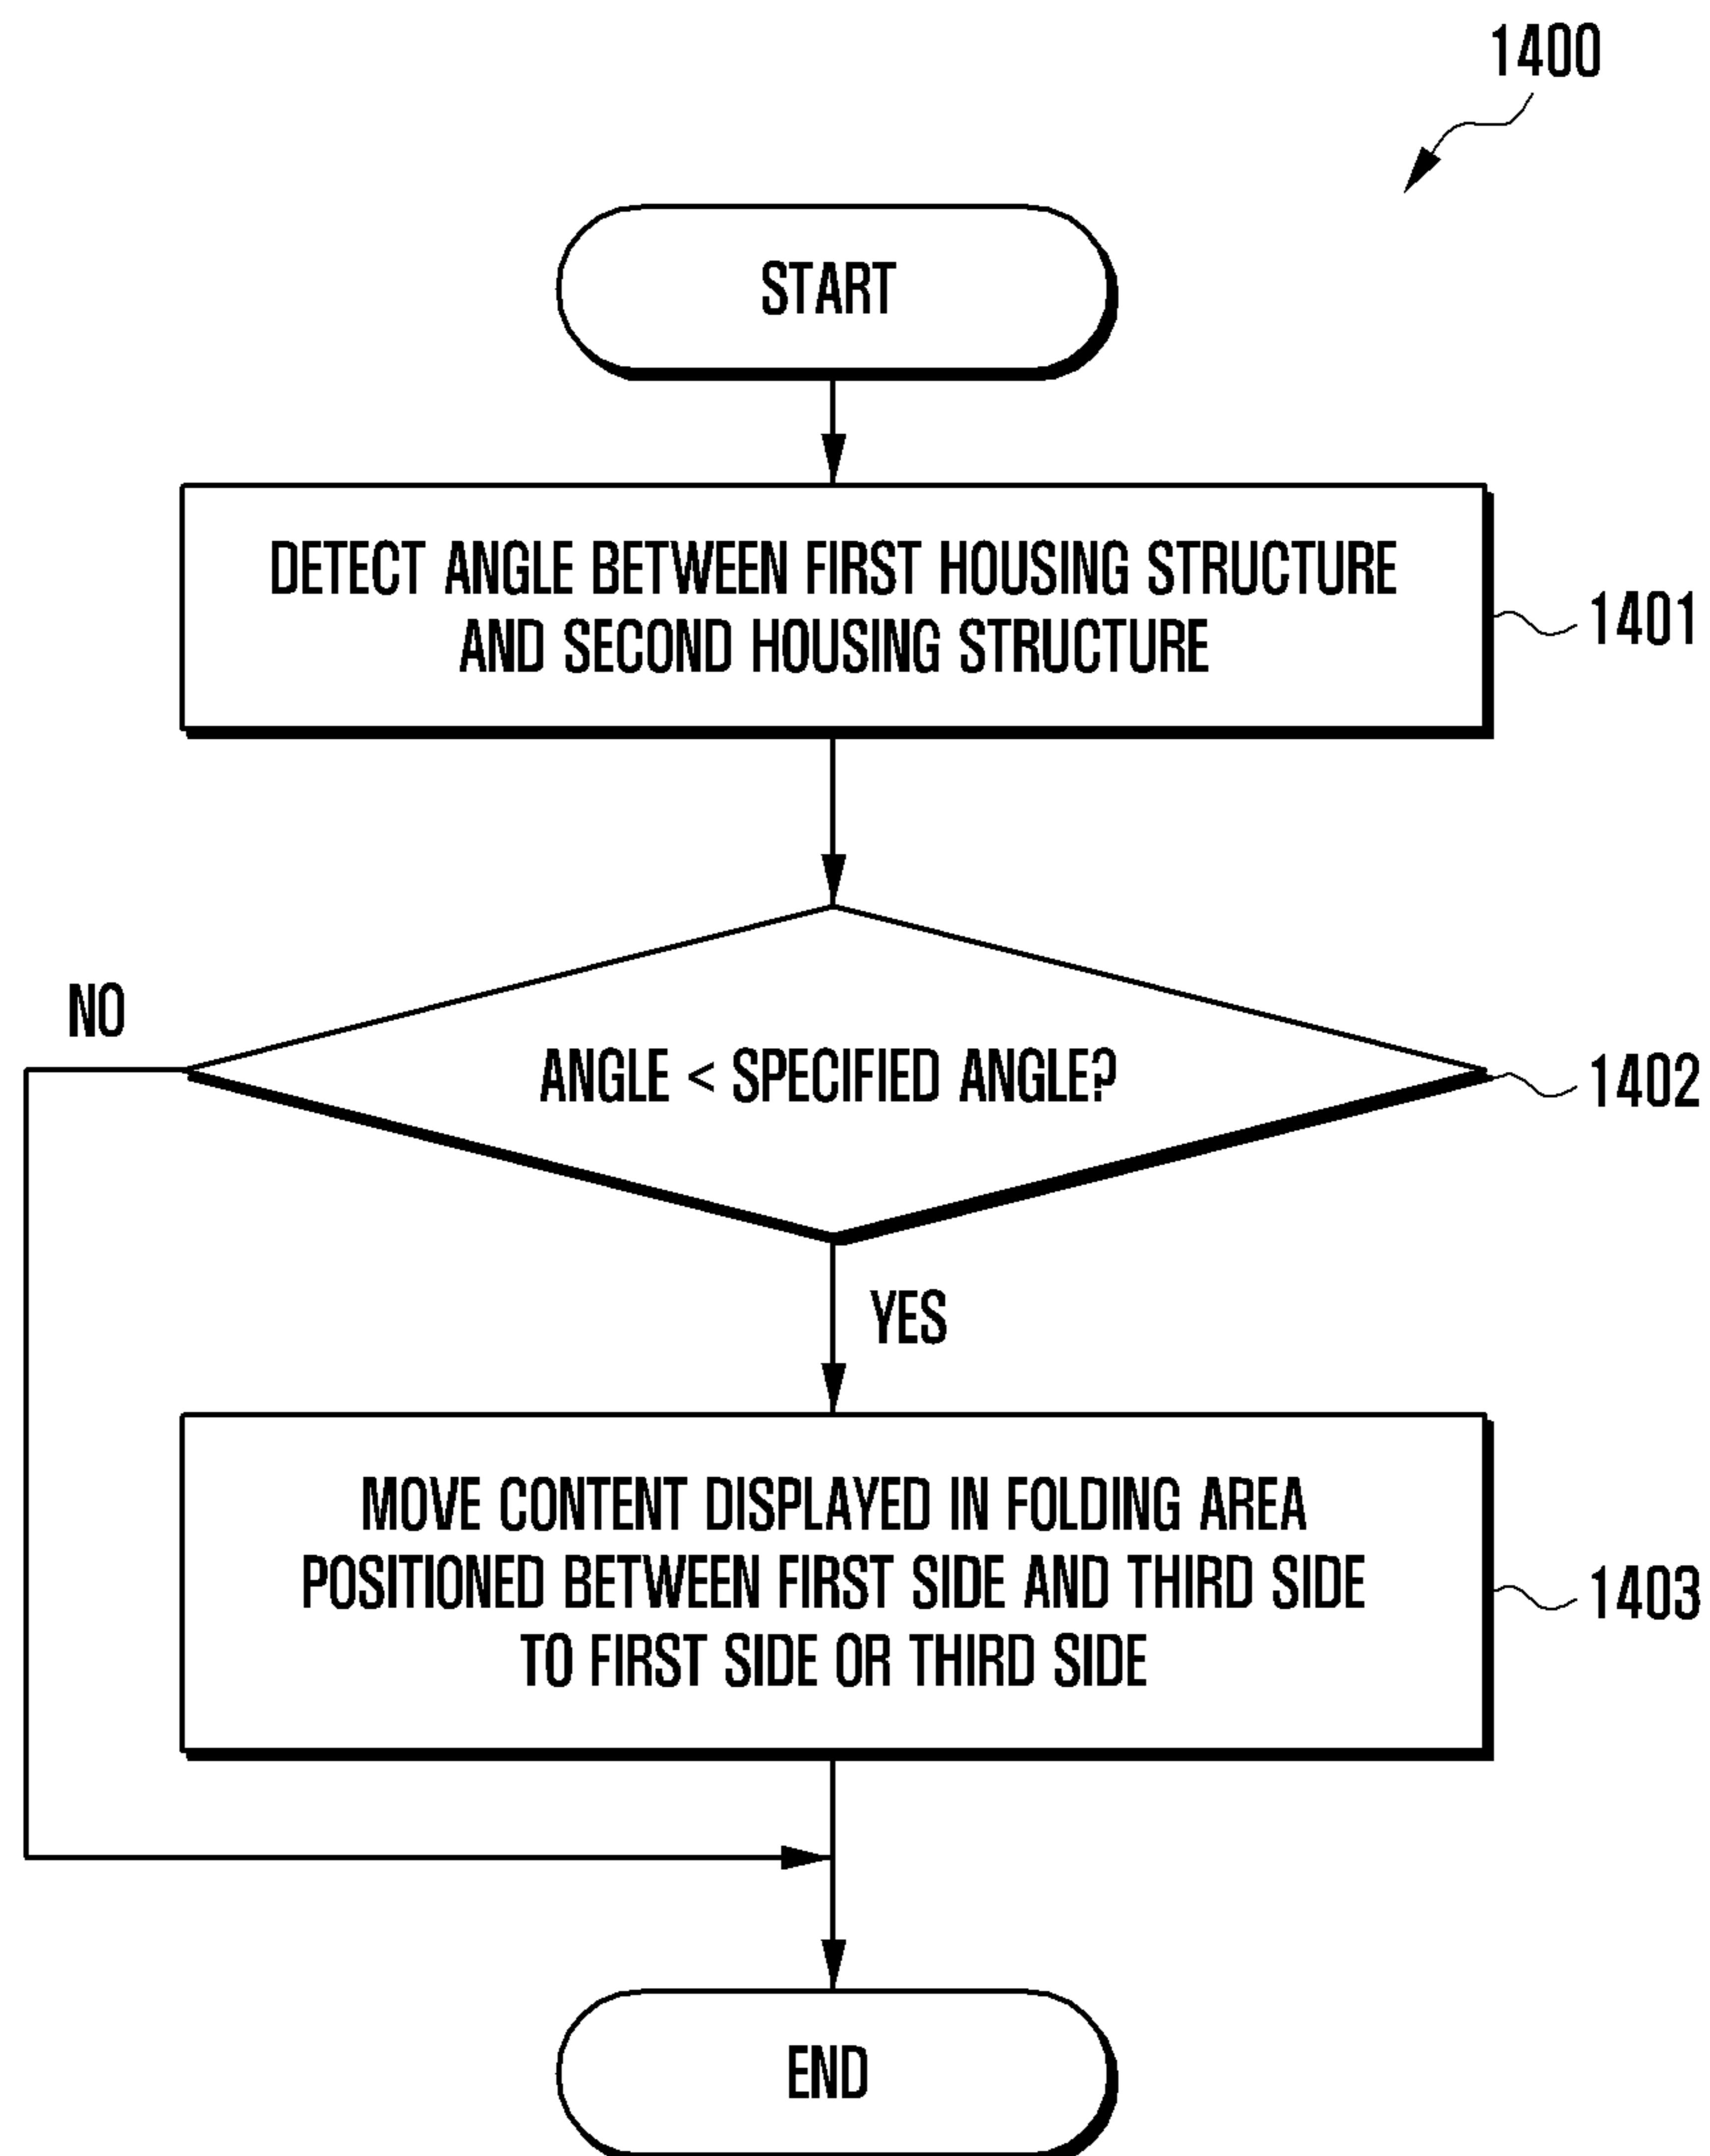 1400
START
DETECT ANGLE BETWEEN FIRST HOUSING STRUCTURE
AND SECOND HOUSING STRUCTURE
1401
NO
ANGLE < SPECIFIED ANGLE?
1402
YES
MOVE CONTENT DISPLAYED IN FOLDING AREA
POSITIONED BETWEEN FIRST SIDE AND THIRD SIDE
TO FIRST SIDE OR THIRD SIDE
1403
END